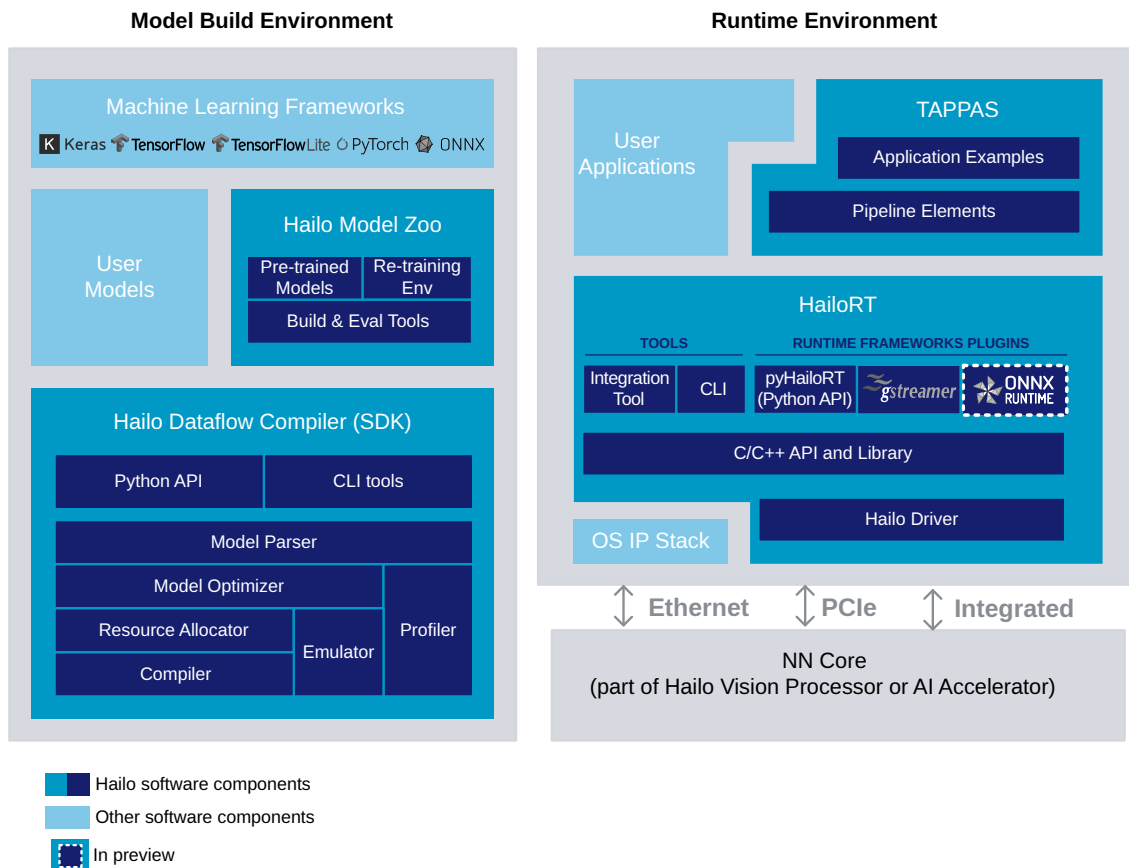 Model Build Environment
Machine Learning Frameworks
K Keras TensorFlow TensorFlow Lite PyTorch ONNX
User
Models
Hailo Model Zoo
Pre-trained
Models
Re-training
Env
Build & Eval Tools
Hailo Dataflow Compiler (SDK)
Python API
CLI tools
Model Parser
Model Optimizer
Resource Allocator
Compiler
Emulator
Profiler
Runtime Environment
User
Applications
TAPPAS
Application Examples
Pipeline Elements
HailoRT
TOOLS
RUNTIME FRAMEWORKS PLUGINS
Integration
Tool
CLI
pyHailoRT
(Python API)
gstreamer
ONNX
RUNTIME
C/C++ API and Library
Hailo Driver
OS IP Stack
Ethernet
PCIe
Integrated
NN Core
(part of Hailo Vision Processor or AI Accelerator)
Hailo software components
Other software components
In preview